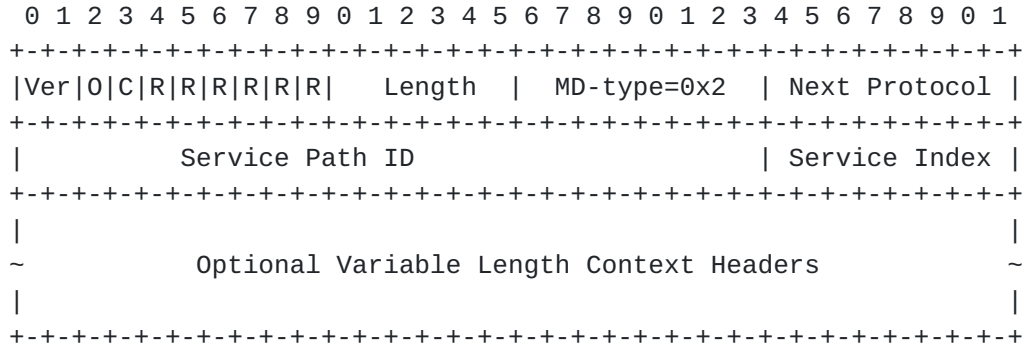 0 1 2 3 4 5 6 7 8 9 0 1 2 3 4 5 6 7 8 9 0 1 2 3 4 5 6 7 8 9 0 1
+-+-+-+-+-+-+-+-+-+-+-+-+-+-+-+-+-+-+-+-+-+-+-+-+-+-+-+-+-+-+-+-+
|Ver|O|C|R|R|R|R|R|R|   Length  |  MD-type=0x2  | Next Protocol |
+-+-+-+-+-+-+-+-+-+-+-+-+-+-+-+-+-+-+-+-+-+-+-+-+-+-+-+-+-+-+-+-+
|          Service Path ID                      | Service Index |
+-+-+-+-+-+-+-+-+-+-+-+-+-+-+-+-+-+-+-+-+-+-+-+-+-+-+-+-+-+-+-+-+
|                                                               |
~           Optional Variable Length Context Headers            ~
|                                                               |
+-+-+-+-+-+-+-+-+-+-+-+-+-+-+-+-+-+-+-+-+-+-+-+-+-+-+-+-+-+-+-+-+